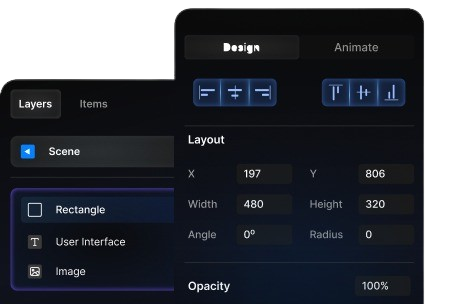 Design Animate
Layers Items
Scene
Rectangle
User Interface
Image
Layout
X 197 Y 806
Width 480 Height 320
Angle 0° Radius 0
Opacity 100%